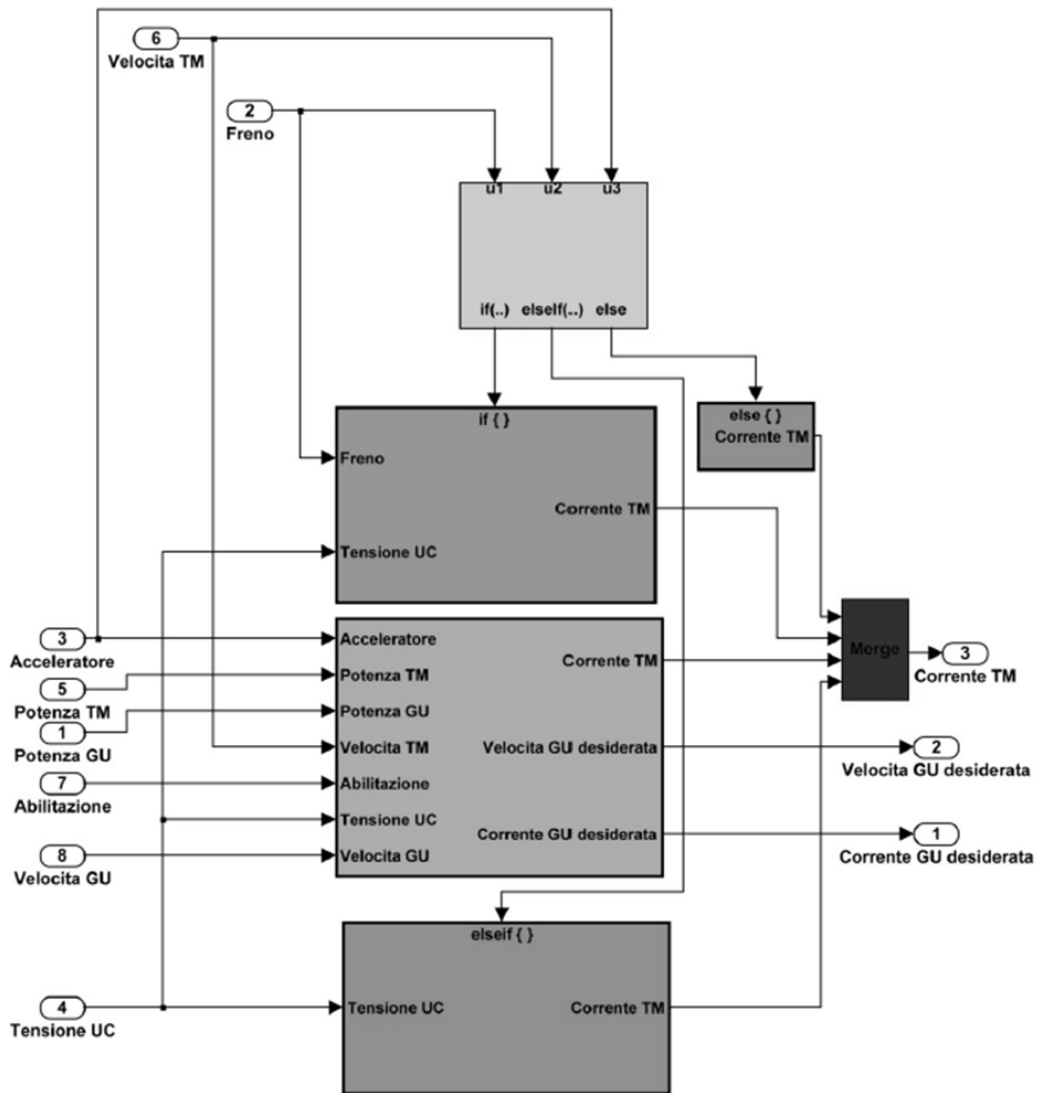 6
Velocita TM
2
Freno
u1 u2 u3
if(..) elseif(..) else
if { }
Freno
Corrente TM
Tensione UC
else { }
Corrente TM
3
Acceleratore
5
Potenza TM
1
Potenza GU
7
Abilitazione
8
Velocita GU
4
Tensione UC
Acceleratore
Potenza TM
Potenza GU
Velocita TM
Abilitazione
Tensione UC
Velocita GU
Corrente TM
Velocita GU desiderata
Corrente GU desiderata
Merge
3
Corrente TM
2
Velocita GU desiderata
1
Corrente GU desiderata
elseif { }
Tensione UC
Corrente TM